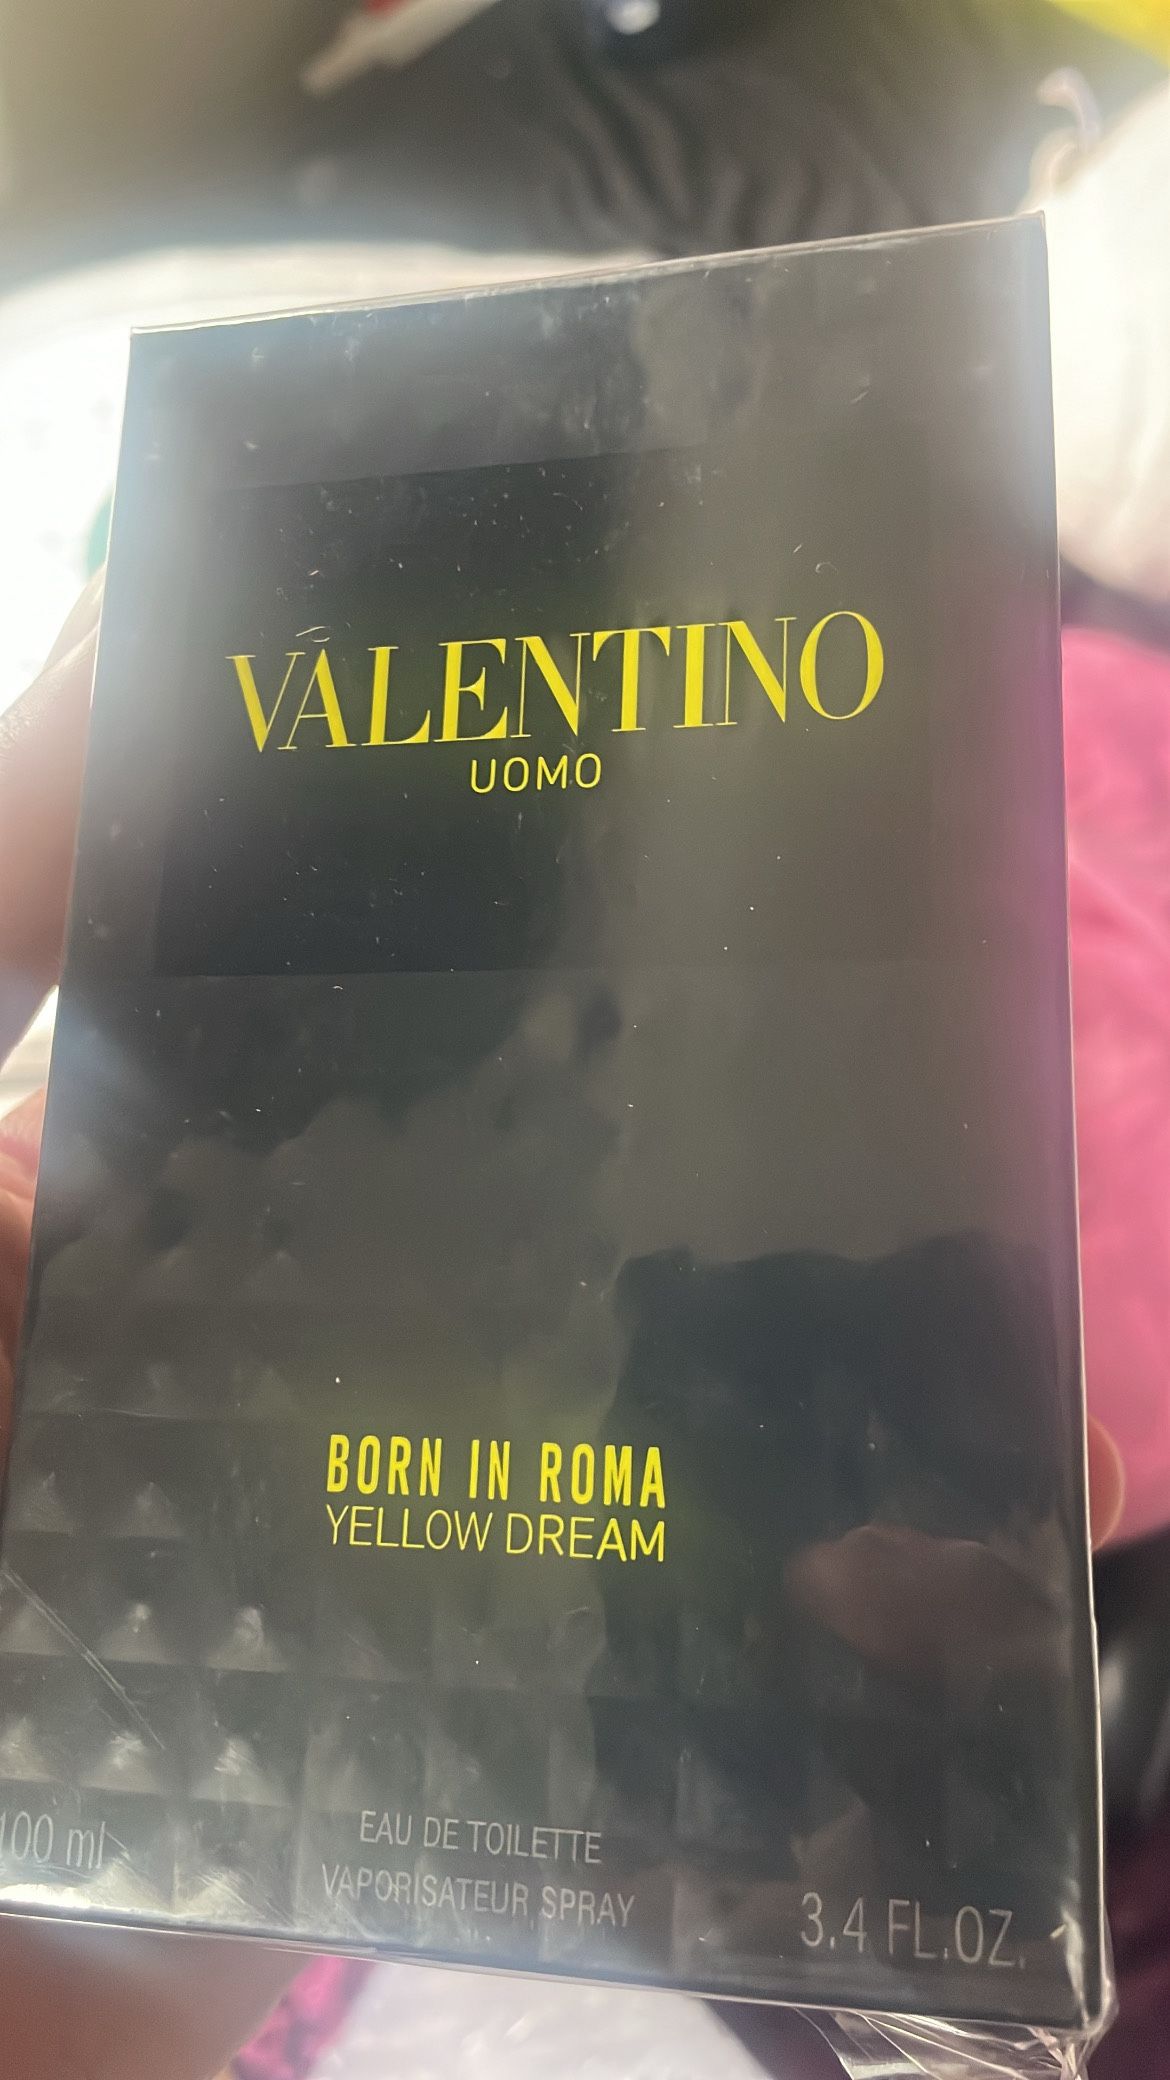 VALENTINO
UOMO
BORN IN ROMA
YELLOW DREAM
EAU DE TOILETTE
VAPORISATEUR SPRAY
100 ml
3.4 FL.OZ.